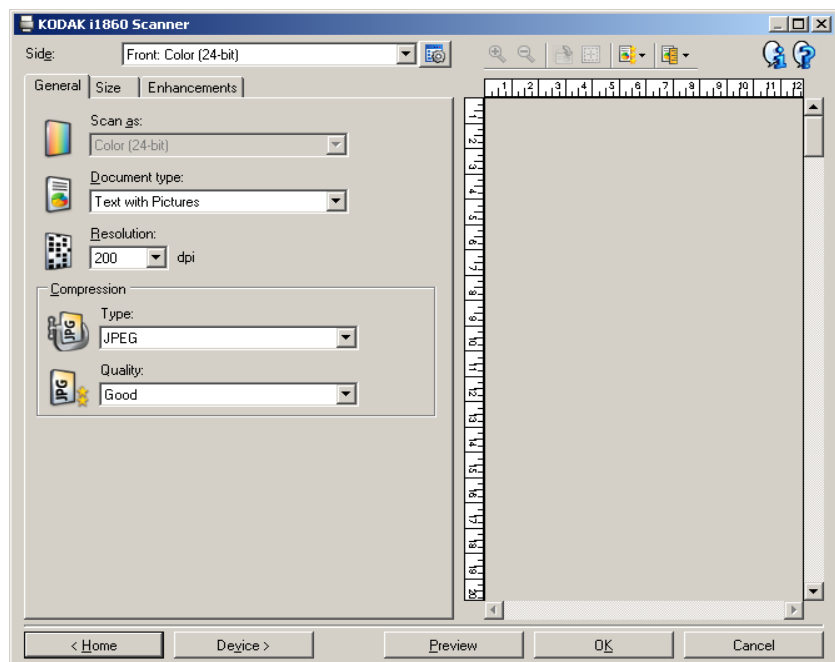 KODAK i1860 Scanner
Side: Front: Color (24-bit)
General Size Enhancements
Scan as:
Color (24-bit)
Document type:
Text with Pictures
Resolution:
200 dpi
Compression
Type:
JPG JPEG
Quality:
JPG Good
1 2 3 4 5 6 7 8 9 10 11 12
1
2
3
4
5
6
7
8
9
10
11
12
13
14
15
16
17
18
19
20
< Home Device > Preview OK Cancel